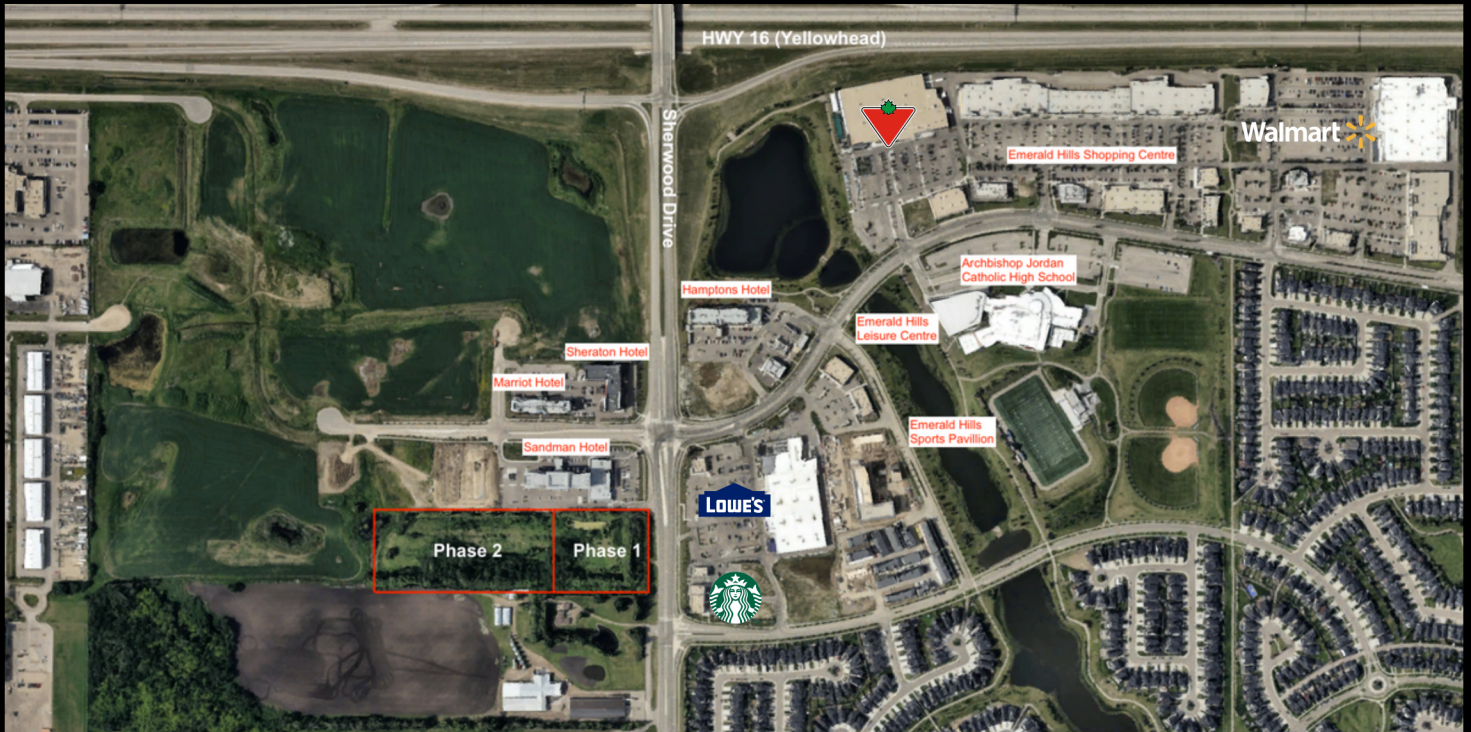 HWY 16 (Yellowhead)
Sherwood Drive
Walmart
Emerald Hills Shopping Centre
Archbishop Jordan
Catholic High School
Hamptons Hotel
Emerald Hills
Leisure Centre
Sheraton Hotel
Marriot Hotel
Emerald Hills
Sports Pavillion
Sandman Hotel
LOWE'S
Phase 2
Phase 1